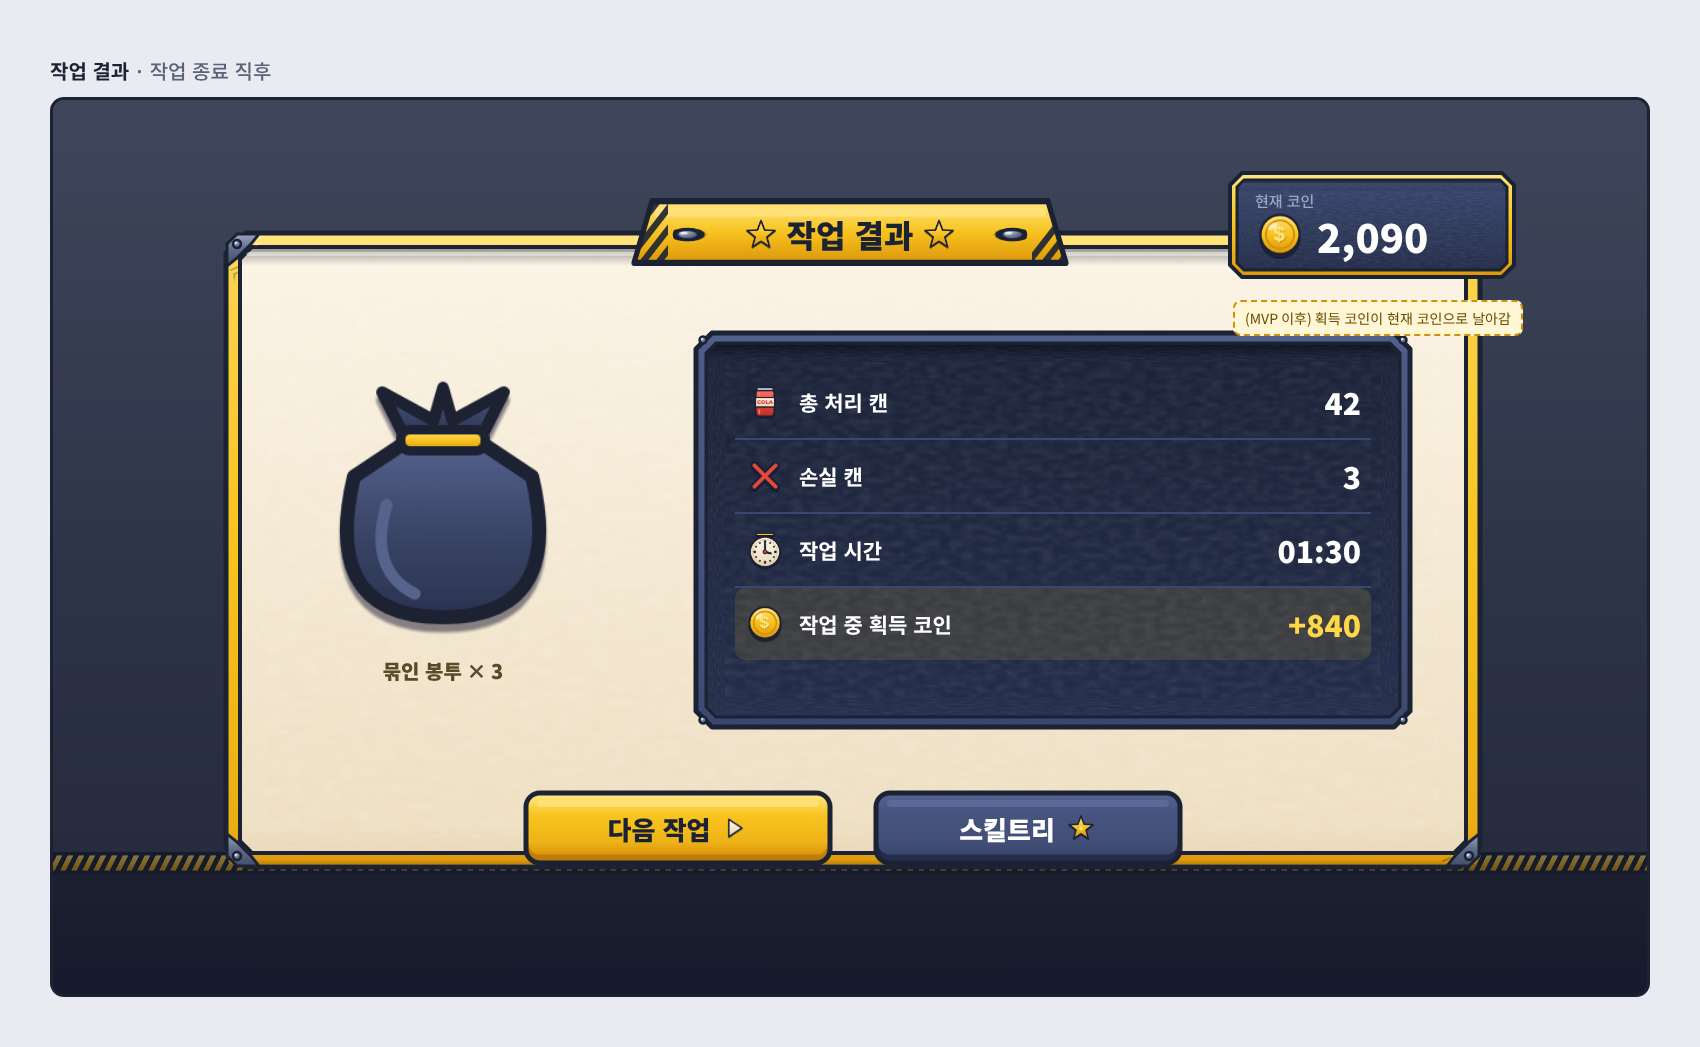 작업 결과 · 작업 종료 직후
현재 코인
2,090
☆ 작업 결과 ☆
(MVP 이후) 획득 코인이 현재 코인으로 날아감
COLA
총 처리 캔 42
손실 캔 3
작업 시간 01:30
작업 중 획득 코인 +840
묶인 봉투 × 3
다음 작업
스킬트리